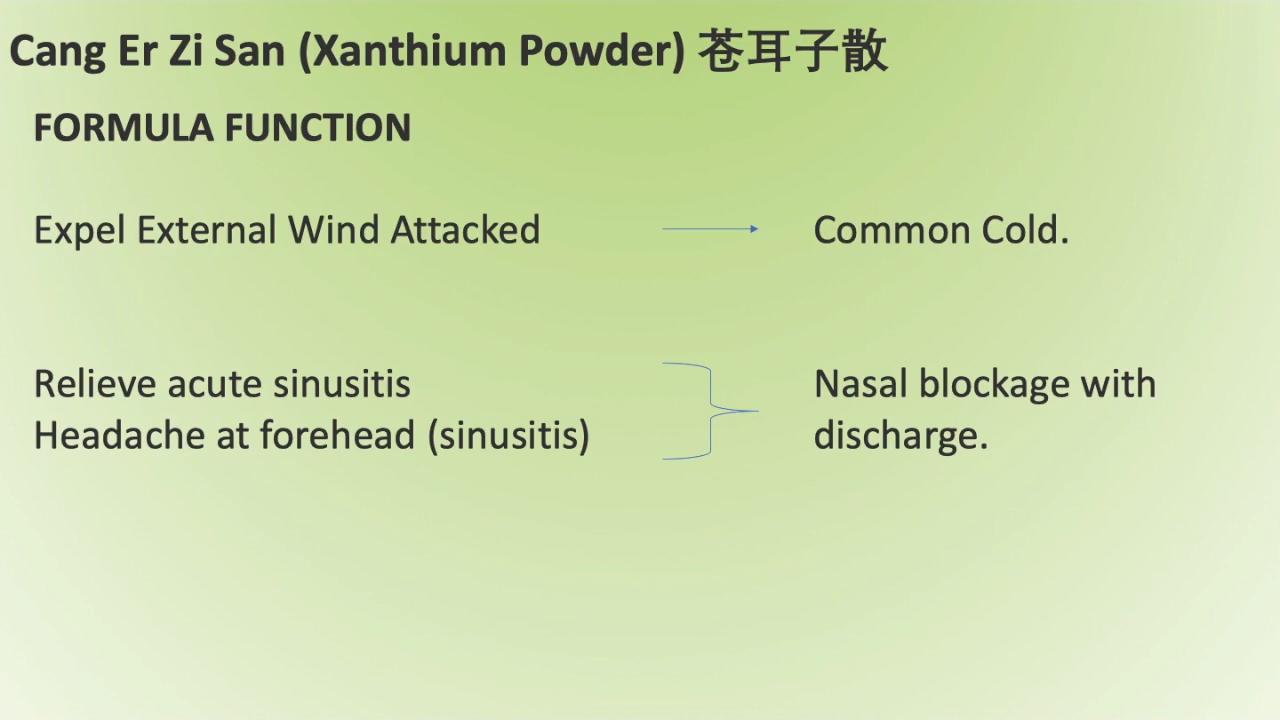 Cang Er Zi San (Xanthium Powder) 苍耳子散
FORMULA FUNCTION
Expel External Wind Attacked
Common Cold.
Relieve acute sinusitis
Headache at forehead (sinusitis)
Nasal blockage with
discharge.